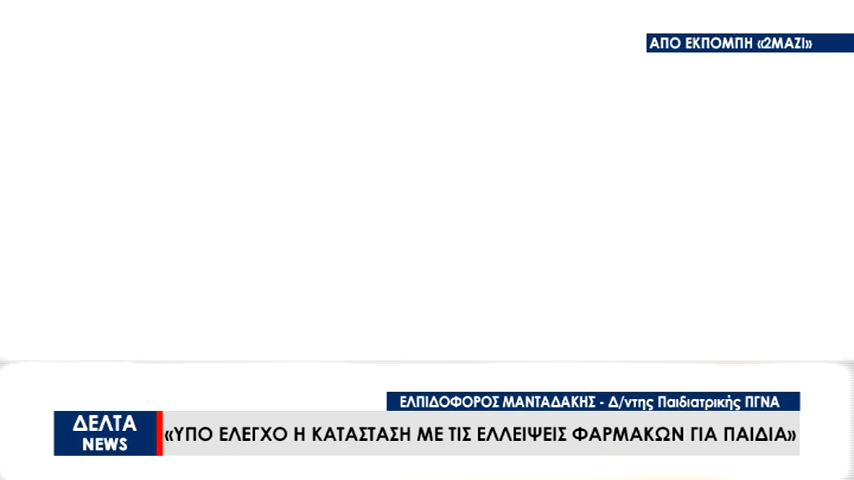 ΑΠΟ ΕΚΠΟΜΠΗ «2ΜΑΖΙ»
ΕΛΠΙΔΟΦΟΡΟΣ ΜΑΝΤΑΔΑΚΗΣ - Δ/ντης Παιδιατρικής ΠΓΝΑ
ΔΕΛΤΑ
NEWS
«ΥΠΟ ΕΛΕΓΧΟ Η ΚΑΤΑΣΤΑΣΗ ΜΕ ΤΙΣ ΕΛΛΕΙΨΕΙΣ ΦΑΡΜΑΚΩΝ ΓΙΑ ΠΑΙΔΙΑ»